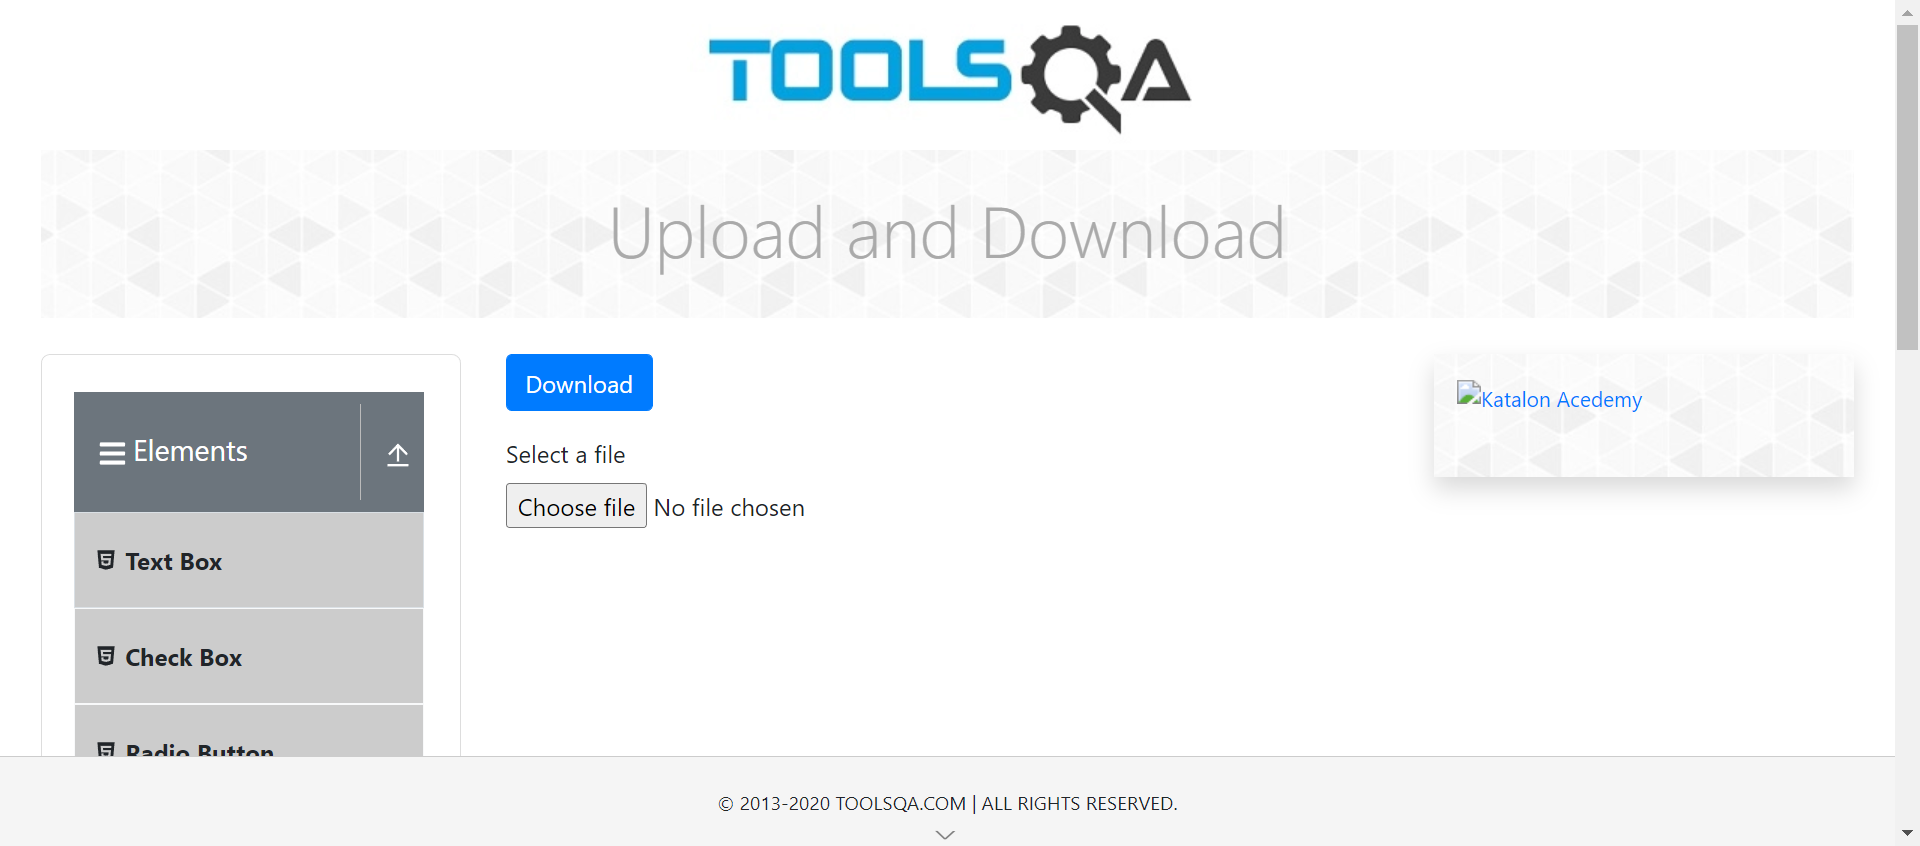 TOOLSQA
Upload and Download
Elements
Text Box
Check Box
Radio Button
Download
Select a file
Choose file No file chosen
Katalon Acedemy
© 2013-2020 TOOLSQA.COM | ALL RIGHTS RESERVED.